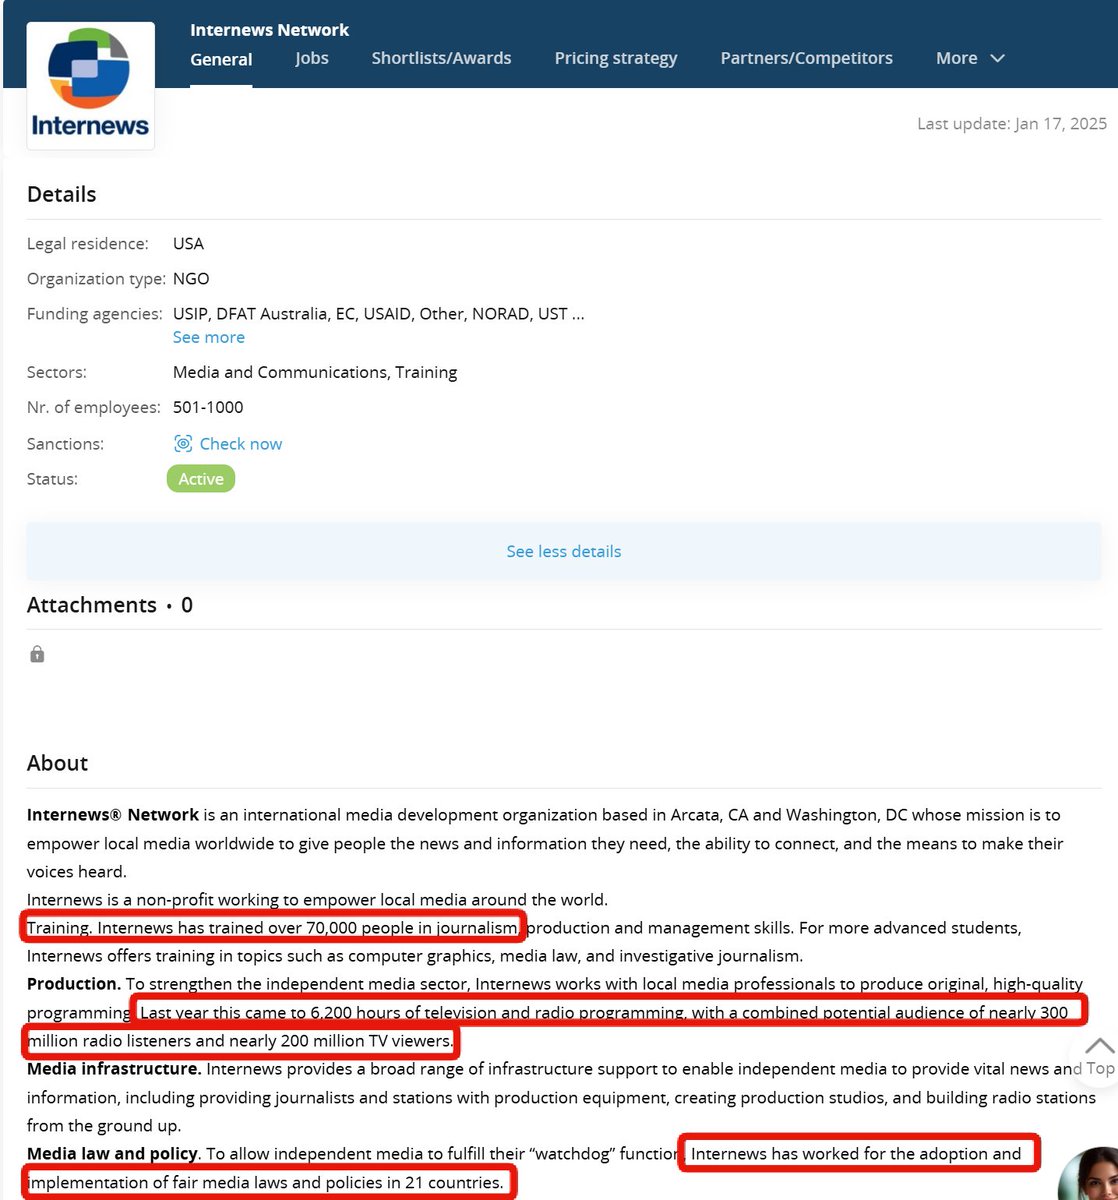 Internews Network
General Jobs Shortlists/Awards Pricing strategy Partners/Competitors More
Internews
Last update: Jan 17, 2025
Details
Legal residence: USA
Organization type: NGO
Funding agencies: USIP, DFAT Australia, EC, USAID, Other, NORAD, UST ...
See more
Sectors: Media and Communications, Training
Nr. of employees: 501-1000
Sanctions: Check now
Status: Active
See less details
Attachments • 0
About
Internews® Network is an international media development organization based in Arcata, CA and Washington, DC whose mission is to
empower local media worldwide to give people the news and information they need, the ability to connect, and the means to make their
voices heard.
Internews is a non-profit working to empower local media around the world.
Training. Internews has trained over 70,000 people in journalism, production and management skills. For more advanced students,
Internews offers training in topics such as computer graphics, media law, and investigative journalism.
Production. To strengthen the independent media sector, Internews works with local media professionals to produce original, high-quality
programming. Last year this came to 6,200 hours of television and radio programming, with a combined potential audience of nearly 300
million radio listeners and nearly 200 million TV viewers.
Media infrastructure. Internews provides a broad range of infrastructure support to enable independent media to provide vital news and
information, including providing journalists and stations with production equipment, creating production studios, and building radio stations
from the ground up.
Top
Media law and policy. To allow independent media to fulfill their “watchdog” function, Internews has worked for the adoption and
implementation of fair media laws and policies in 21 countries.